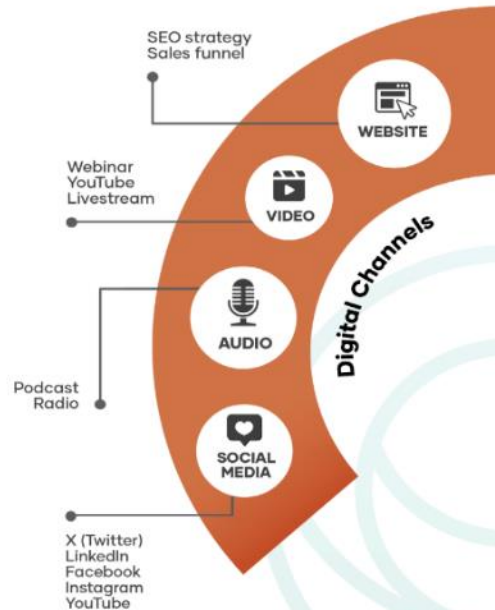 SEO strategy
Sales funnel
WEBSITE
Webinar
YouTube
Livestream
VIDEO
Digital Channels
AUDIO
Podcast
Radio
SOCIAL
MEDIA
X (Twitter)
LinkedIn
Facebook
Instagram
YouTube